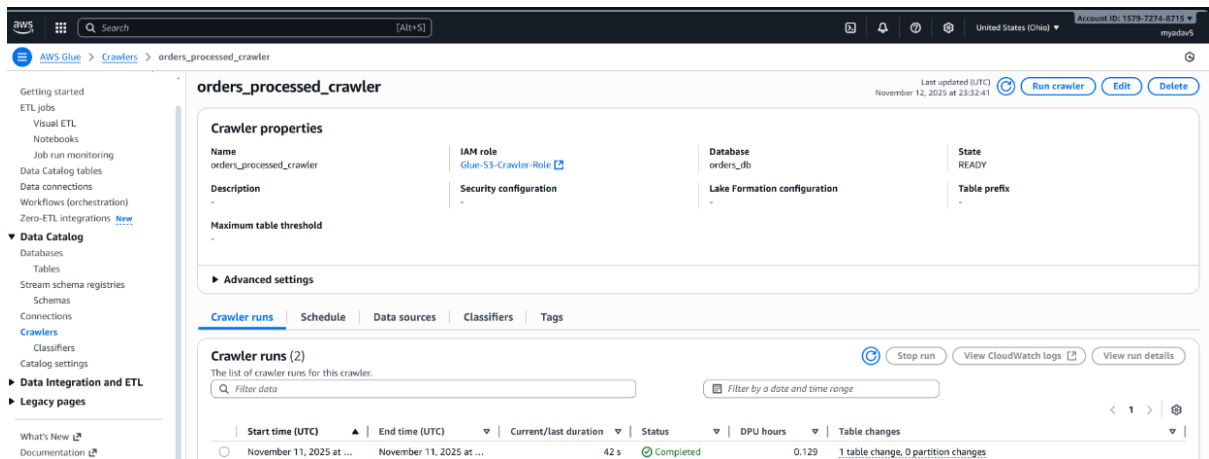 aws
Search [Alt+S] United States (Ohio) Account ID: 1579-7274-8715
myadav5
AWS Glue > Crawlers > orders_processed_crawler
Getting started
ETL jobs
Visual ETL
Notebooks
Job run monitoring
Data Catalog tables
Data connections
Workflows (orchestration)
Zero-ETL integrations New
Data Catalog
Databases
Tables
Stream schema registries
Schemas
Connections
Crawlers
Classifiers
Catalog settings
Data Integration and ETL
Legacy pages
What's New
Documentation
orders_processed_crawler
Last updated (UTC)
November 12, 2025 at 23:32:41
Run crawler Edit Delete
Crawler properties
Name IAM role Database State
orders_processed_crawler Glue-S3-Crawler-Role orders_db READY
Description Security configuration Lake Formation configuration Table prefix
- - - -
Maximum table threshold
-
Advanced settings
Crawler runs Schedule Data sources Classifiers Tags
Crawler runs (2) Stop run View CloudWatch logs View run details
The list of crawler runs for this crawler.
Filter data Filter by a date and time range
< 1 >
Start time (UTC) End time (UTC) Current/last duration Status DPU hours Table changes
November 11, 2025 at ... November 11, 2025 at ... 42 s Completed 0.129 1 table change, 0 partition changes